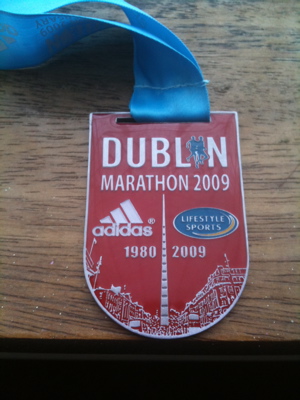 DUBLIN
MARATHON 2009
adidas®
LIFESTYLE
SPORTS
1980 2009